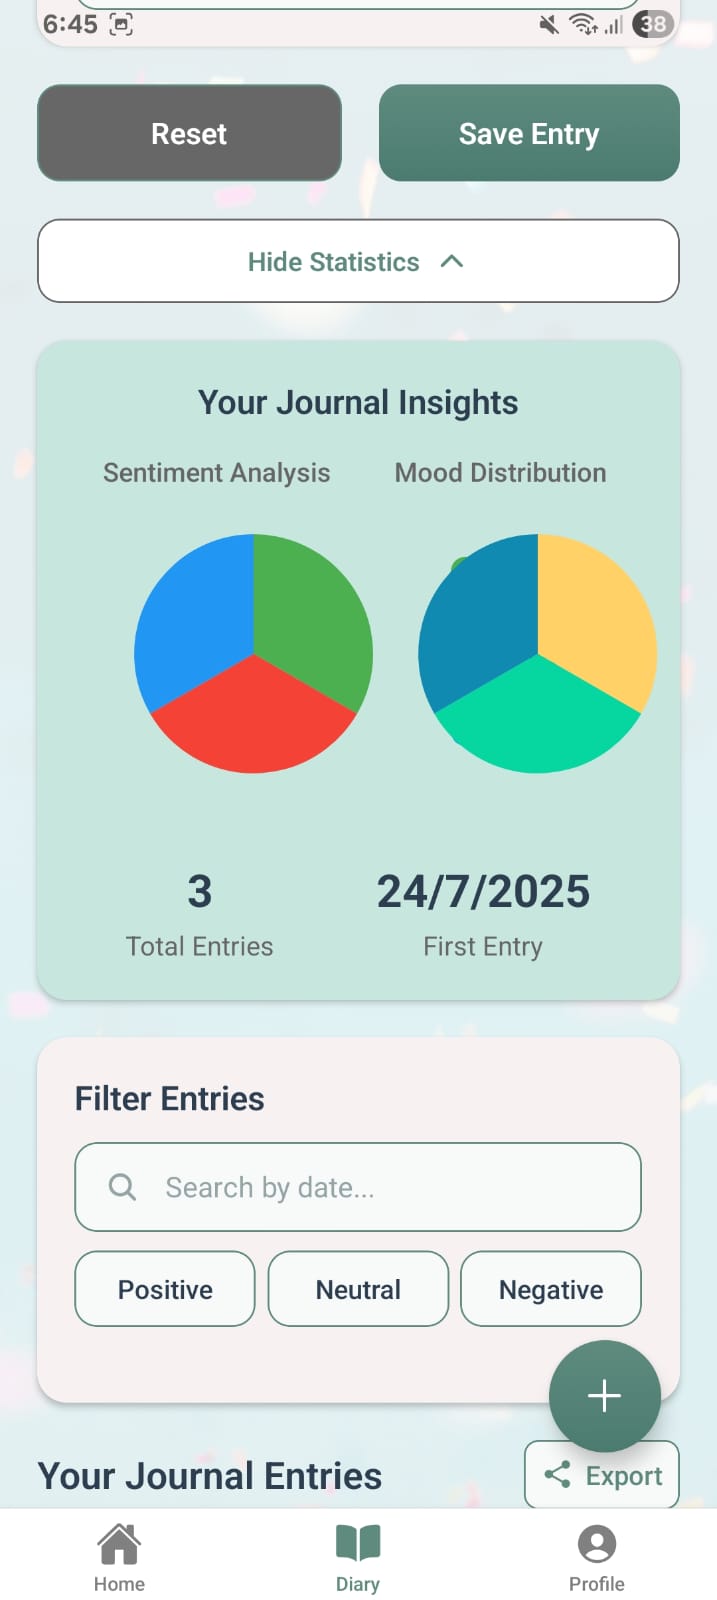 6:45
38
Reset
Save Entry
Hide Statistics
Your Journal Insights
Sentiment Analysis
Mood Distribution
3
Total Entries
24/7/2025
First Entry
Filter Entries
Search by date...
Positive
Neutral
Negative
Your Journal Entries
Export
Home
Diary
Profile